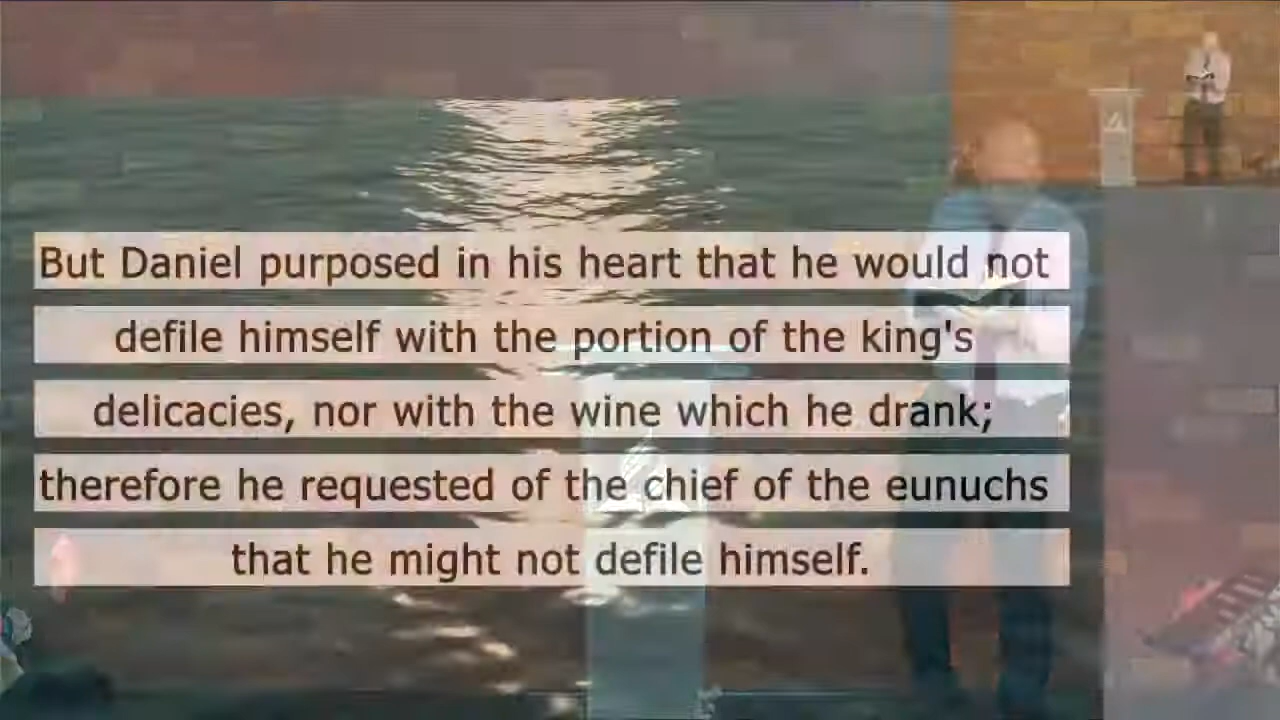 But Daniel purposed in his heart that he would not
defile himself with the portion of the king's
delicacies, nor with the wine which he drank;
therefore he requested of the chief of the eunuchs
that he might not defile himself.